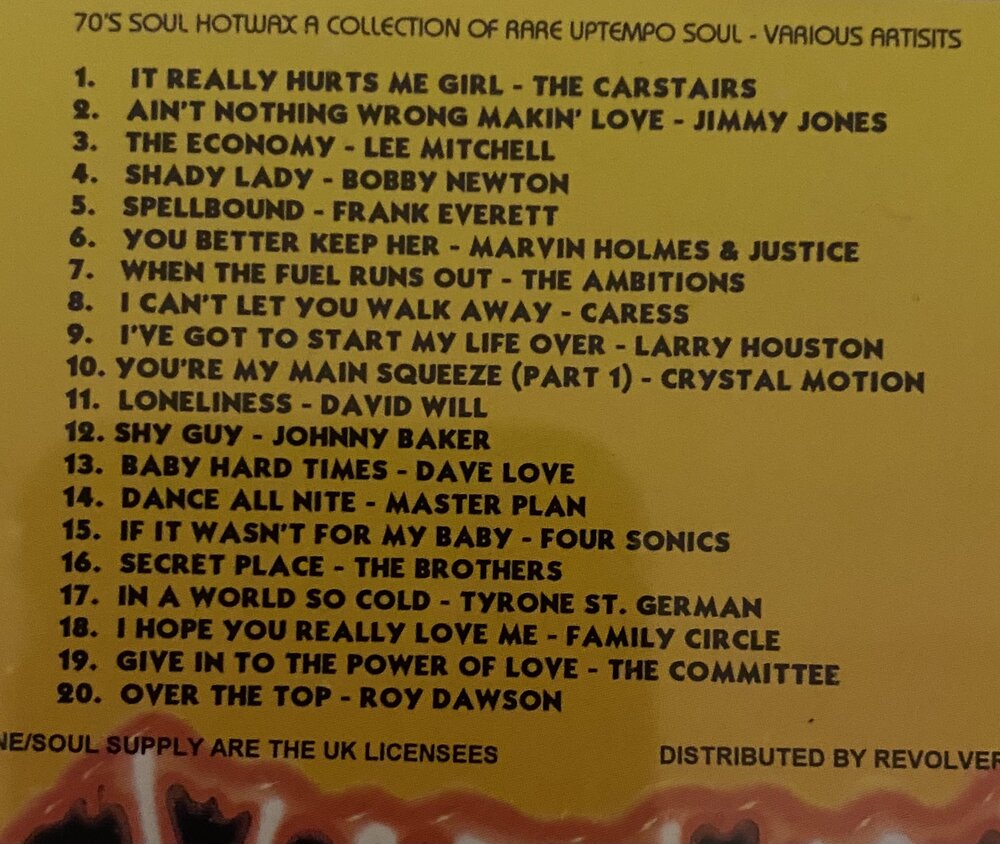 70'S SOUL HOTWAX A COLLECTION OF RARE UPTEMPO SOUL - VARIOUS ARTISITS
1. IT REALLY HURTS ME GIRL - THE CARSTAIRS
2. AIN'T NOTHING WRONG MAKIN' LOVE - JIMMY JONES
3. THE ECONOMY - LEE MITCHELL
4. SHADY LADY - BOBBY NEWTON
5. SPELLBOUND - FRANK EVERETT
6. YOU BETTER KEEP HER - MARVIN HOLMES & JUSTICE
7. WHEN THE FUEL RUNS OUT - THE AMBITIONS
8. I CAN'T LET YOU WALK AWAY - CARESS
9. I'VE GOT TO START MY LIFE OVER - LARRY HOUSTON
10. YOU'RE MY MAIN SQUEEZE (PART 1) - CRYSTAL MOTION
11. LONELINESS - DAVID WILL
12. SHY GUY - JOHNNY BAKER
13. BABY HARD TIMES - DAVE LOVE
14. DANCE ALL NITE - MASTER PLAN
15. IF IT WASN'T FOR MY BABY - FOUR SONICS
16. SECRET PLACE - THE BROTHERS
17. IN A WORLD SO COLD - TYRONE ST. GERMAN
18. I HOPE YOU REALLY LOVE ME - FAMILY CIRCLE
19. GIVE IN TO THE POWER OF LOVE - THE COMMITTEE
20. OVER THE TOP - ROY DAWSON
NE/SOUL SUPPLY ARE THE UK LICENSEES DISTRIBUTED BY REVOLVER